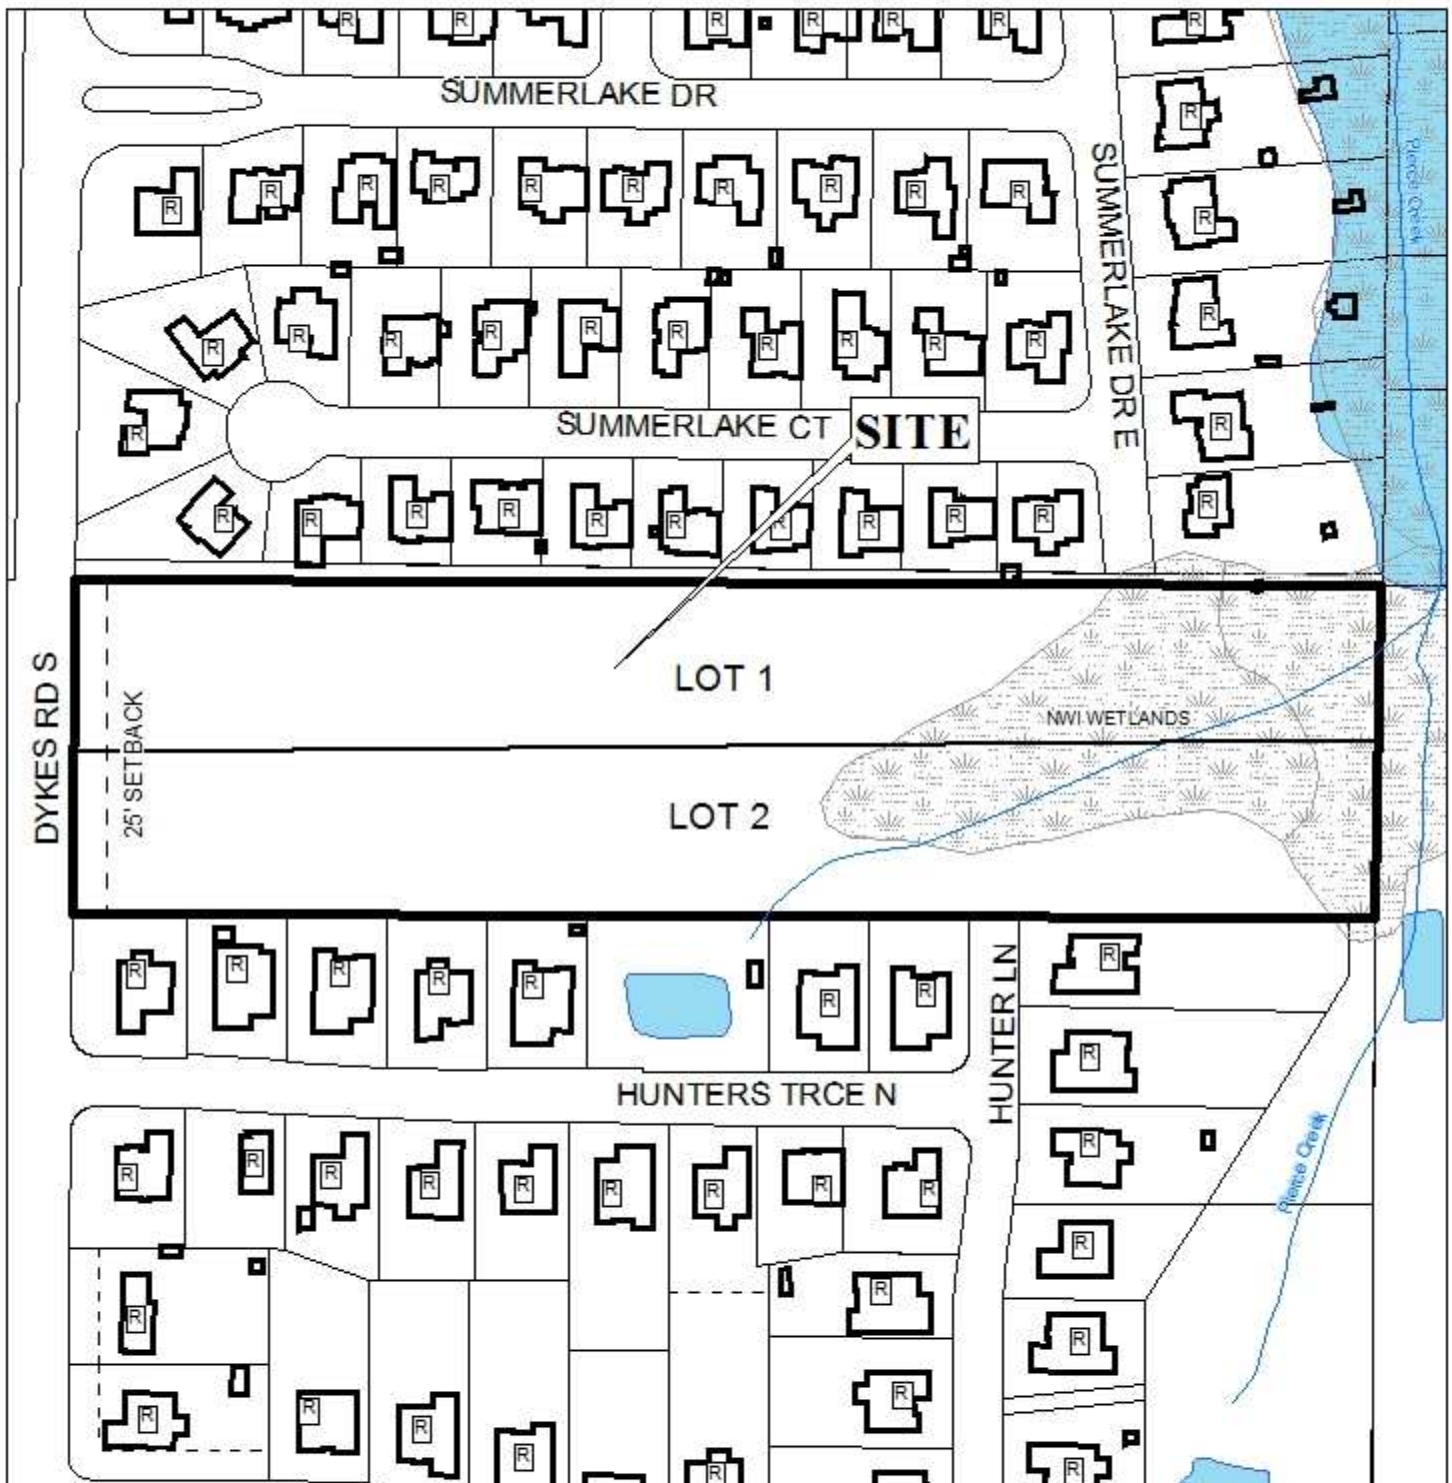 R R R R R R R R
SUMMERLAKE DR
R
Pierce Creek
R R R R R R R R R R
SUMMERLAKE DR E
R
R R R R R R R R R R
R
SUMMERLAKE CT
SITE
R
R
R R R R R R R R R R
R
DYKES RD S
25' SETBACK
LOT 1
NWI WETLANDS
LOT 2
R R R R R R R
HUNTER LN
R
R
HUNTERS TRCE N
R R R R R R R R R
R
Pierce Creek
R
R
R
R
R
R
R
R
R
R
R
R